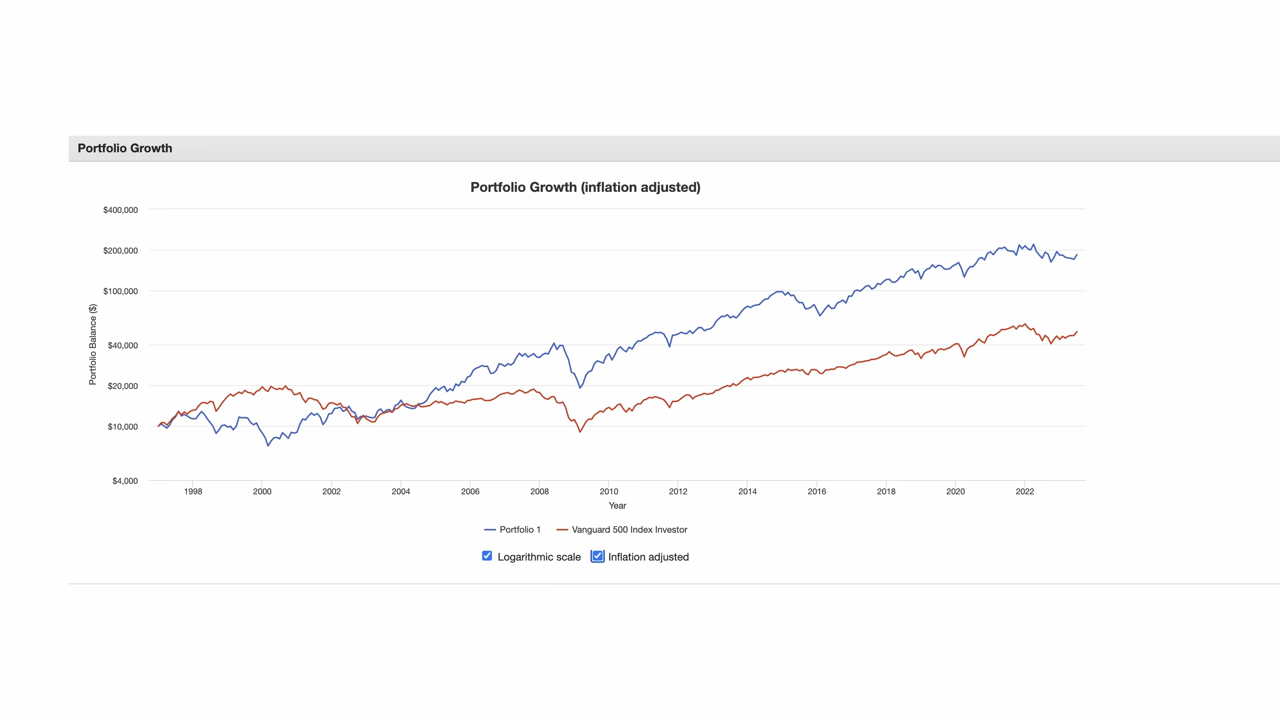 Portfolio Growth
Portfolio Growth (inflation adjusted)
$400,000
$200,000
$100,000
$40,000
$20,000
$10,000
$4,000
Portfolio Balance ($)
1998 2000 2002 2004 2006 2008 2010 2012 2014 2016 2018 2020 2022
Year
Portfolio 1 Vanguard 500 Index Investor
Logarithmic scale Inflation adjusted